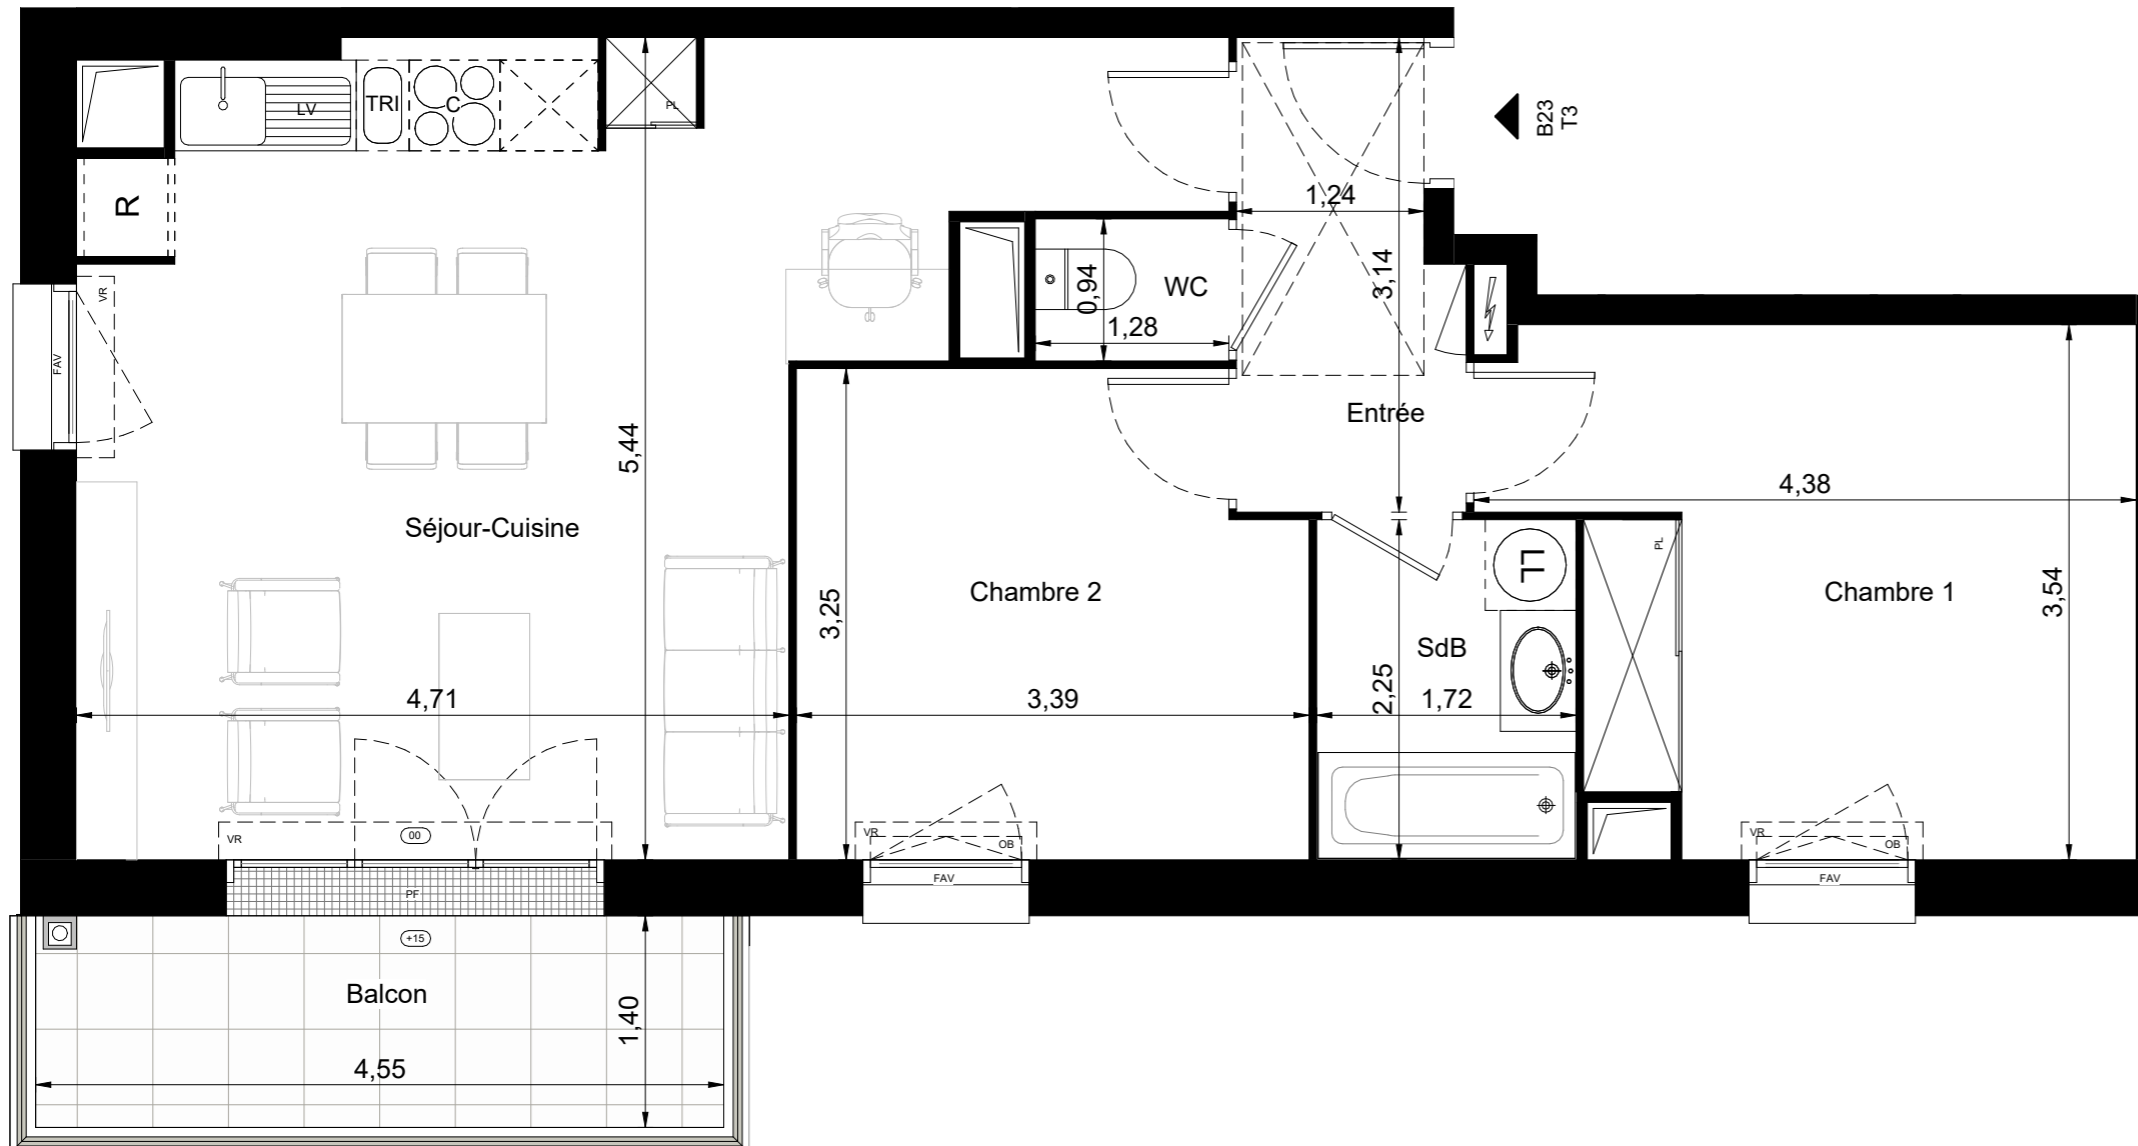 LV
TRI
C
PL
B23
T3
R
1,24
3,14
0,94
WC
1,28
VR
FAV
Entrée
5,44
4,38
Séjour-Cuisine
PL
LL
Chambre 2
3,25
Chambre 1
3,54
SdB
4,71
3,39
2,25
1,72
VR
00
VR
OB
VR
OB
PF
FAV
FAV
+15
Balcon
1,40
4,55